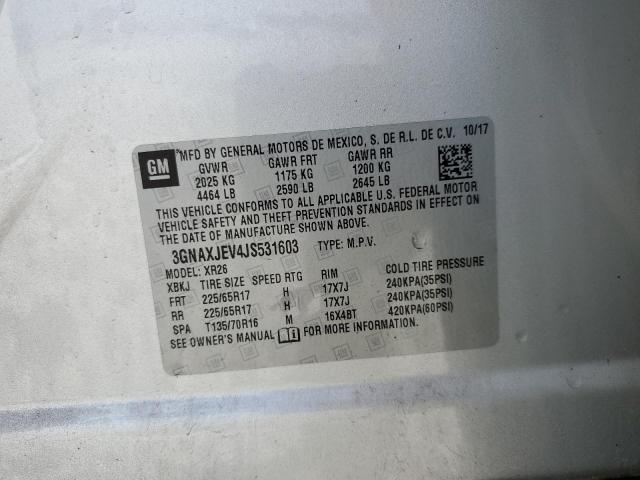 GM
*MFD BY GENERAL MOTORS DE MEXICO, S. DE R.L. DE C.V. 10/17
GVWR GAWR FRT GAWR RR
2025 KG 1175 KG 1200 KG
4464 LB 2590 LB 2645 LB
THIS VEHICLE CONFORMS TO ALL APPLICABLE U.S. FEDERAL MOTOR
VEHICLE SAFETY AND THEFT PREVENTION STANDARDS IN EFFECT ON
THE DATE OF MANUFACTURE SHOWN ABOVE.
3GNAXJEV4JS531603 TYPE: M.P.V.
MODEL: XR26
XBKJ TIRE SIZE SPEED RTG RIM COLD TIRE PRESSURE
FRT 225/65R17 H 17X7J 240KPA(35PSI)
RR 225/65R17 H 17X7J 240KPA(35PSI)
SPA T135/70R16 M 16X4BT 420KPA(60PSI)
SEE OWNER'S MANUAL FOR MORE INFORMATION.